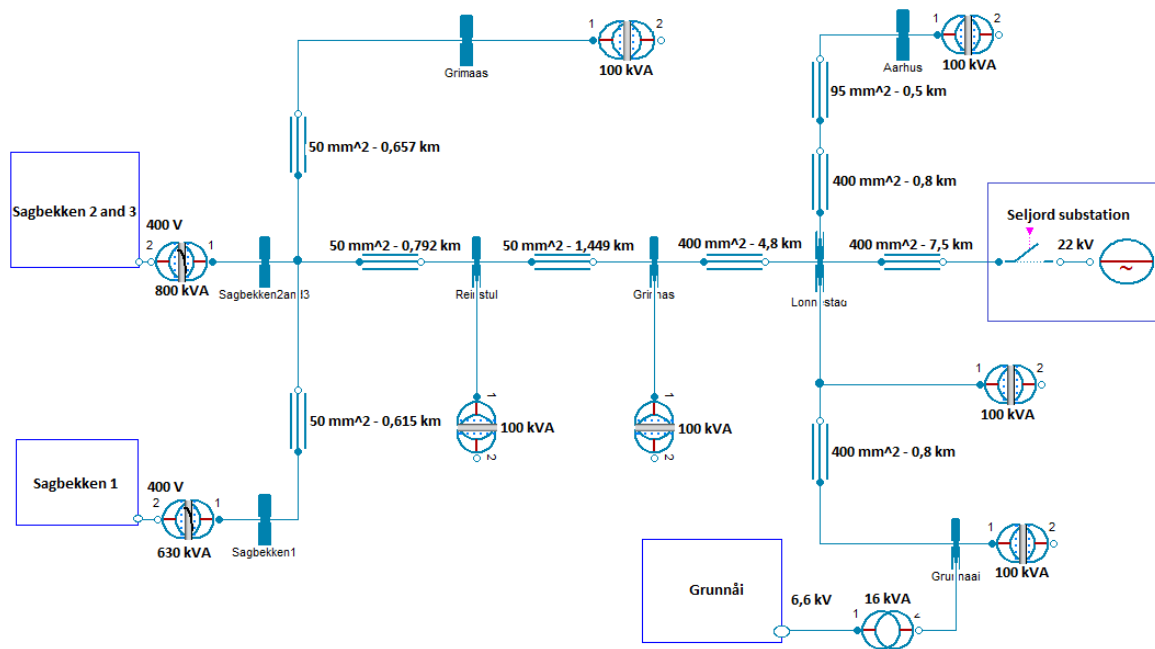 1
2
Grimaas
100 kVA
1
2
Aarhus
100 kVA
95 mm^2 - 0,5 km
50 mm^2 - 0,657 km
400 mm^2 - 0,8 km
Sagbekken 2 and 3
400 V
2
1
800 kVA
Sagbekken2and3
50 mm^2 - 0,792 km
50 mm^2 - 1,449 km
400 mm^2 - 4,8 km
400 mm^2 - 7,5 km
Seljord substation
22 kV
~
1
100 kVA
2
1
100 kVA
2
1
2
100 kVA
50 mm^2 - 0,615 km
400 mm^2 - 0,8 km
Sagbekken 1
400 V
2
1
630 kVA
Sagbekken1
1
2
100 kVA
Grunnåi
6,6 kV
16 kVA
1
2